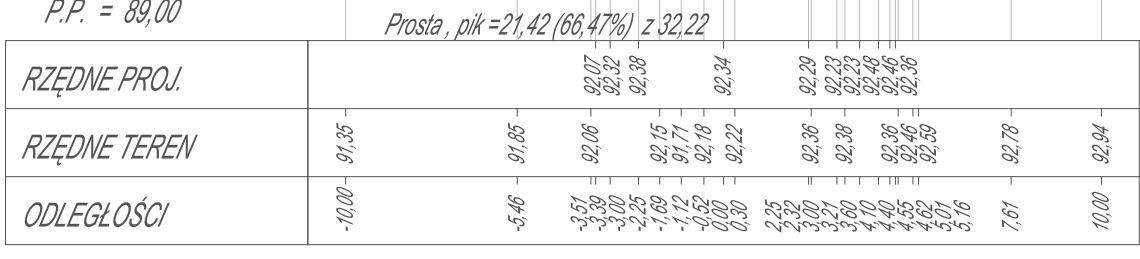 P.P. = 89,00
Prosta , pik =21,42 (66,47%) z 32,22
RZĘDNE PROJ. 92,07 92,32 92,38 92,34 92,29 92,23 92,23 92,48 92,46 92,36
RZĘDNE TEREN 91,35 91,85 92,06 92,15 91,71 92,18 92,22 92,36 92,38 92,36 92,46 92,59 92,78 92,94
ODLEGŁOŚCI -10,00 -5,46 -3,51 -3,39 -3,00 -2,25 -1,69 -1,12 -0,52 0,00 0,30 2,25 2,32 3,00 3,21 3,60 4,10 4,40 4,55 4,62 5,01 5,16 7,61 10,00